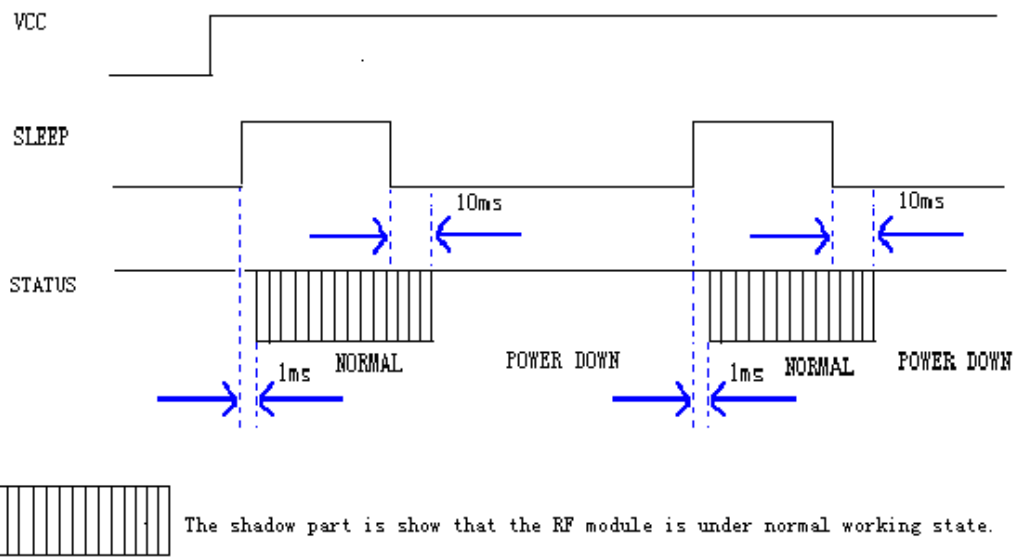 VCC
SLEEP
10ms
10ms
STATUS
1ms
NORMAL
POWER DOWN
1ms
NORMAL
POWER DOWN
The shadow part is show that the RF module is under normal working state.